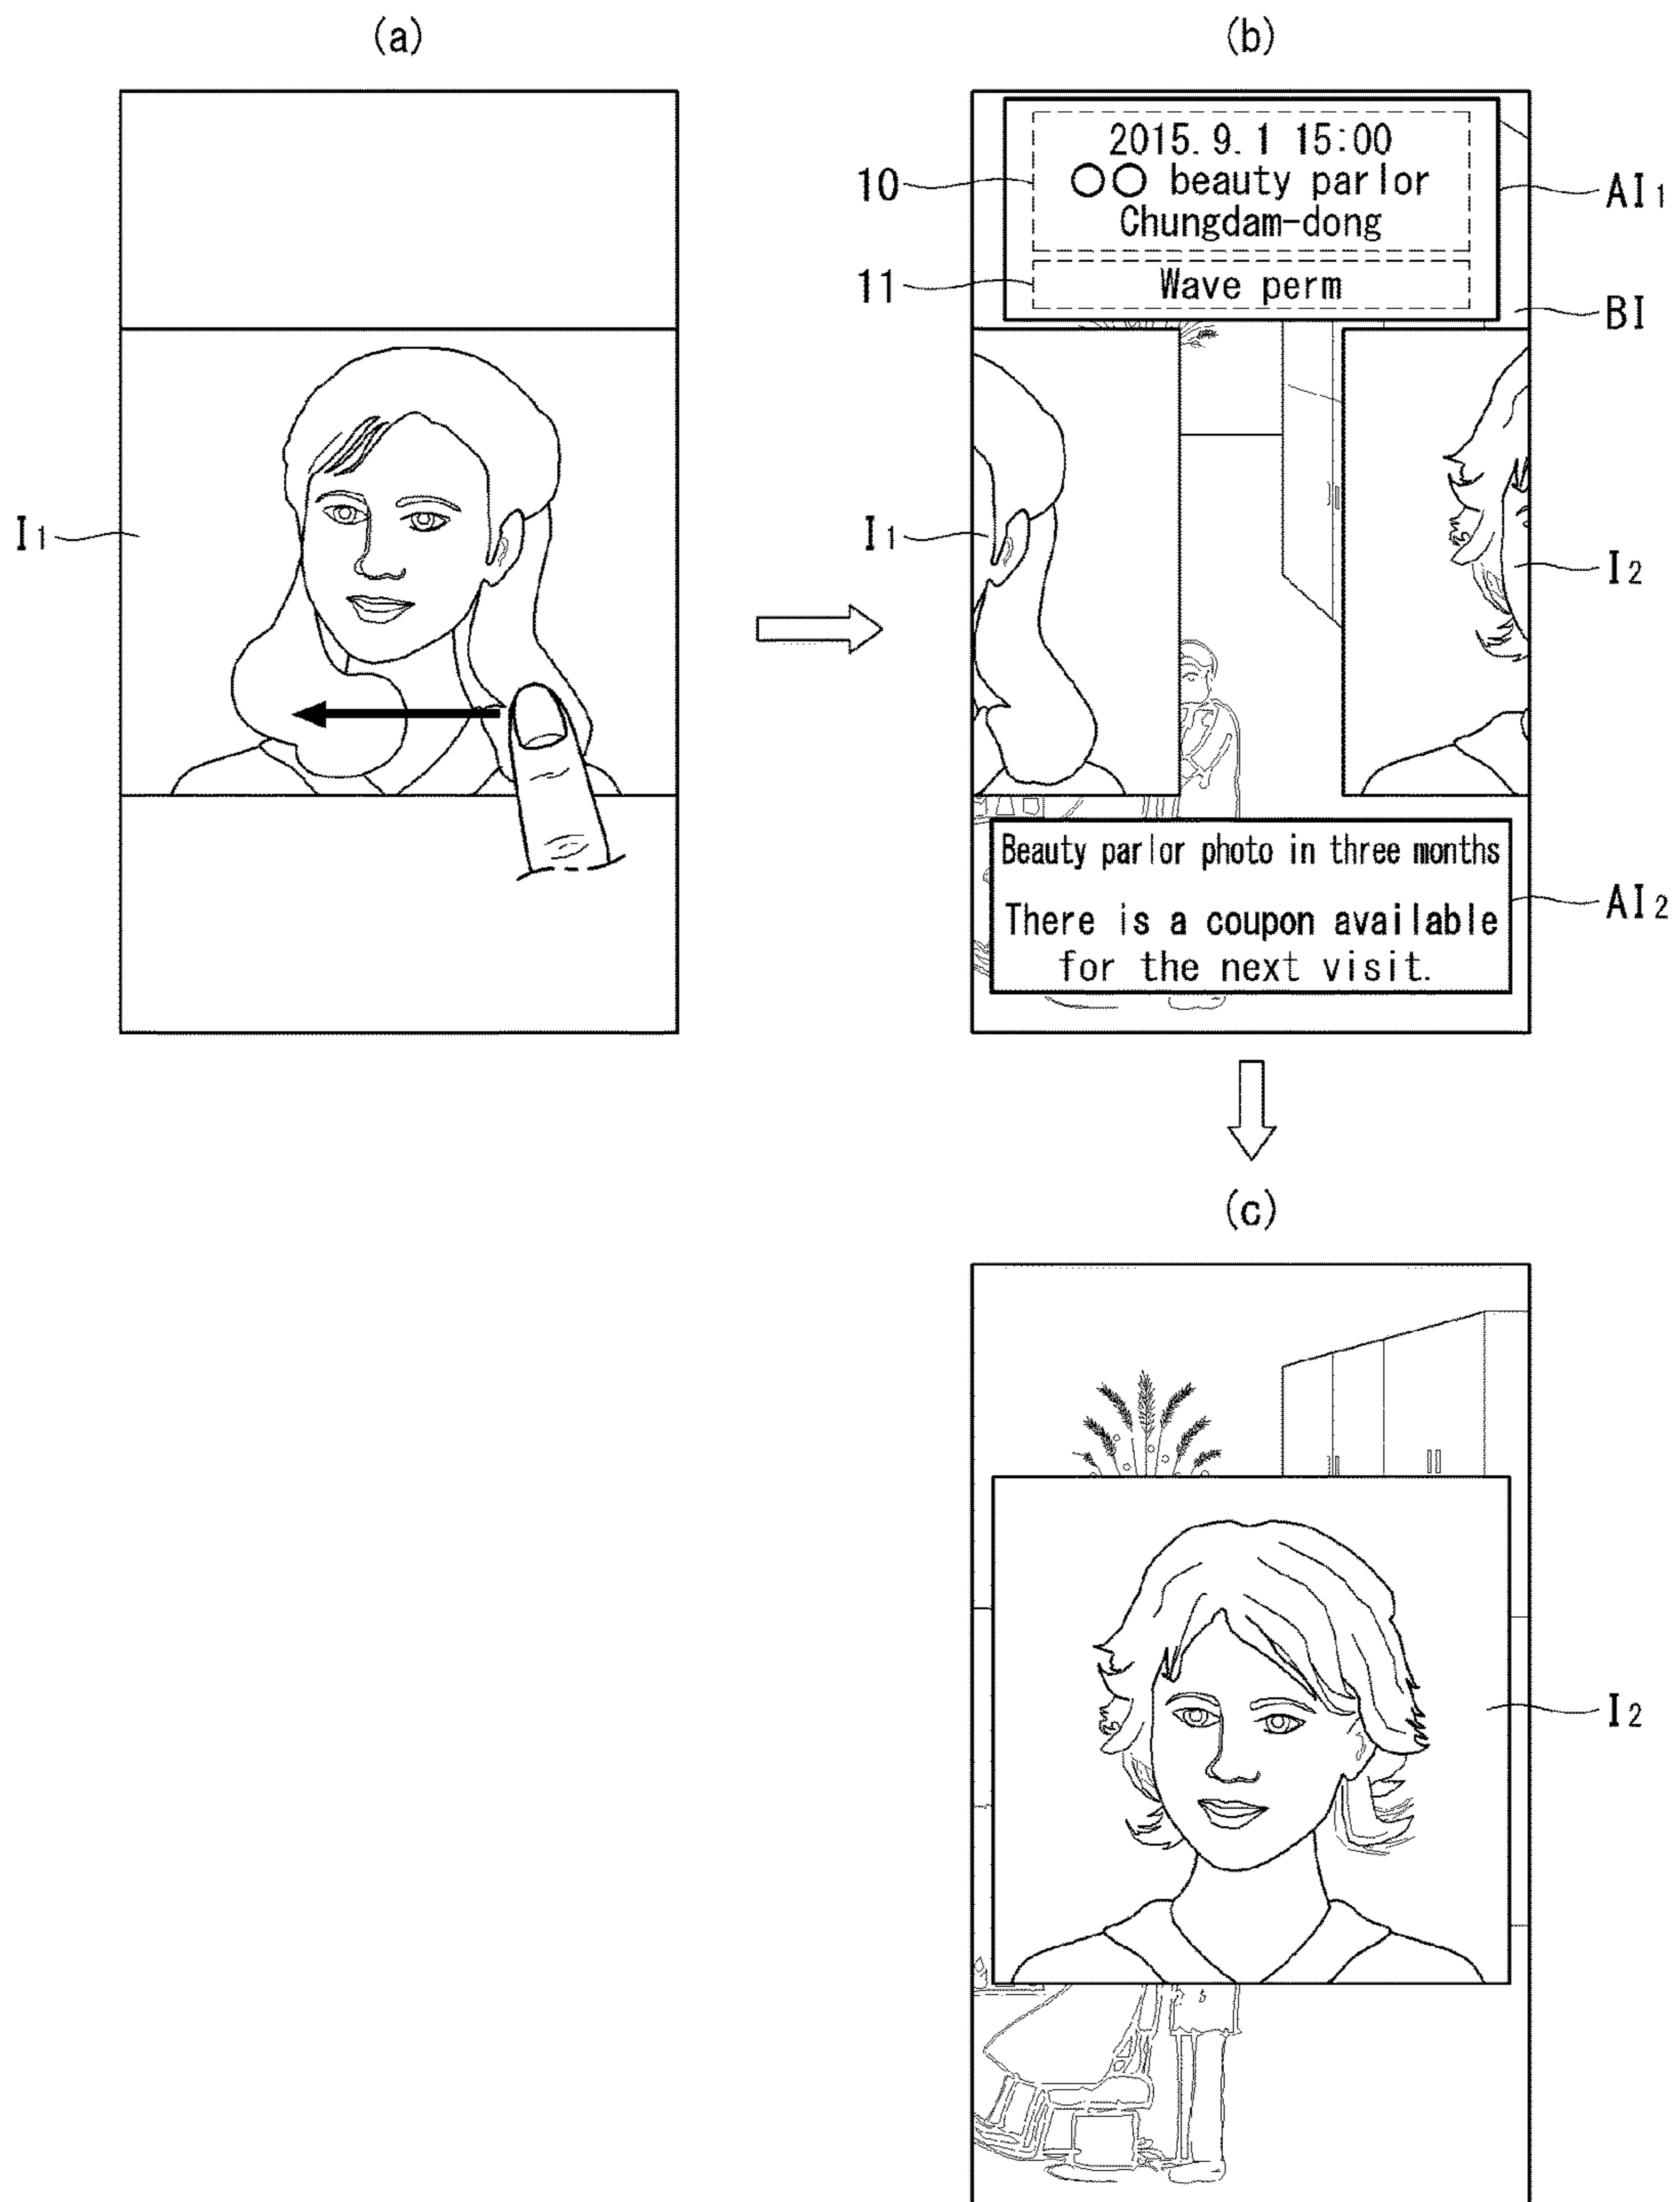 (a)
I1
(b)
2015.9.1 15:00
○○ beauty parlor
Chungdam-dong
Wave perm
10
11
AI1
BI
I1
I2
Beauty parlor photo in three months
There is a coupon available
for the next visit.
AI2
(c)
I2